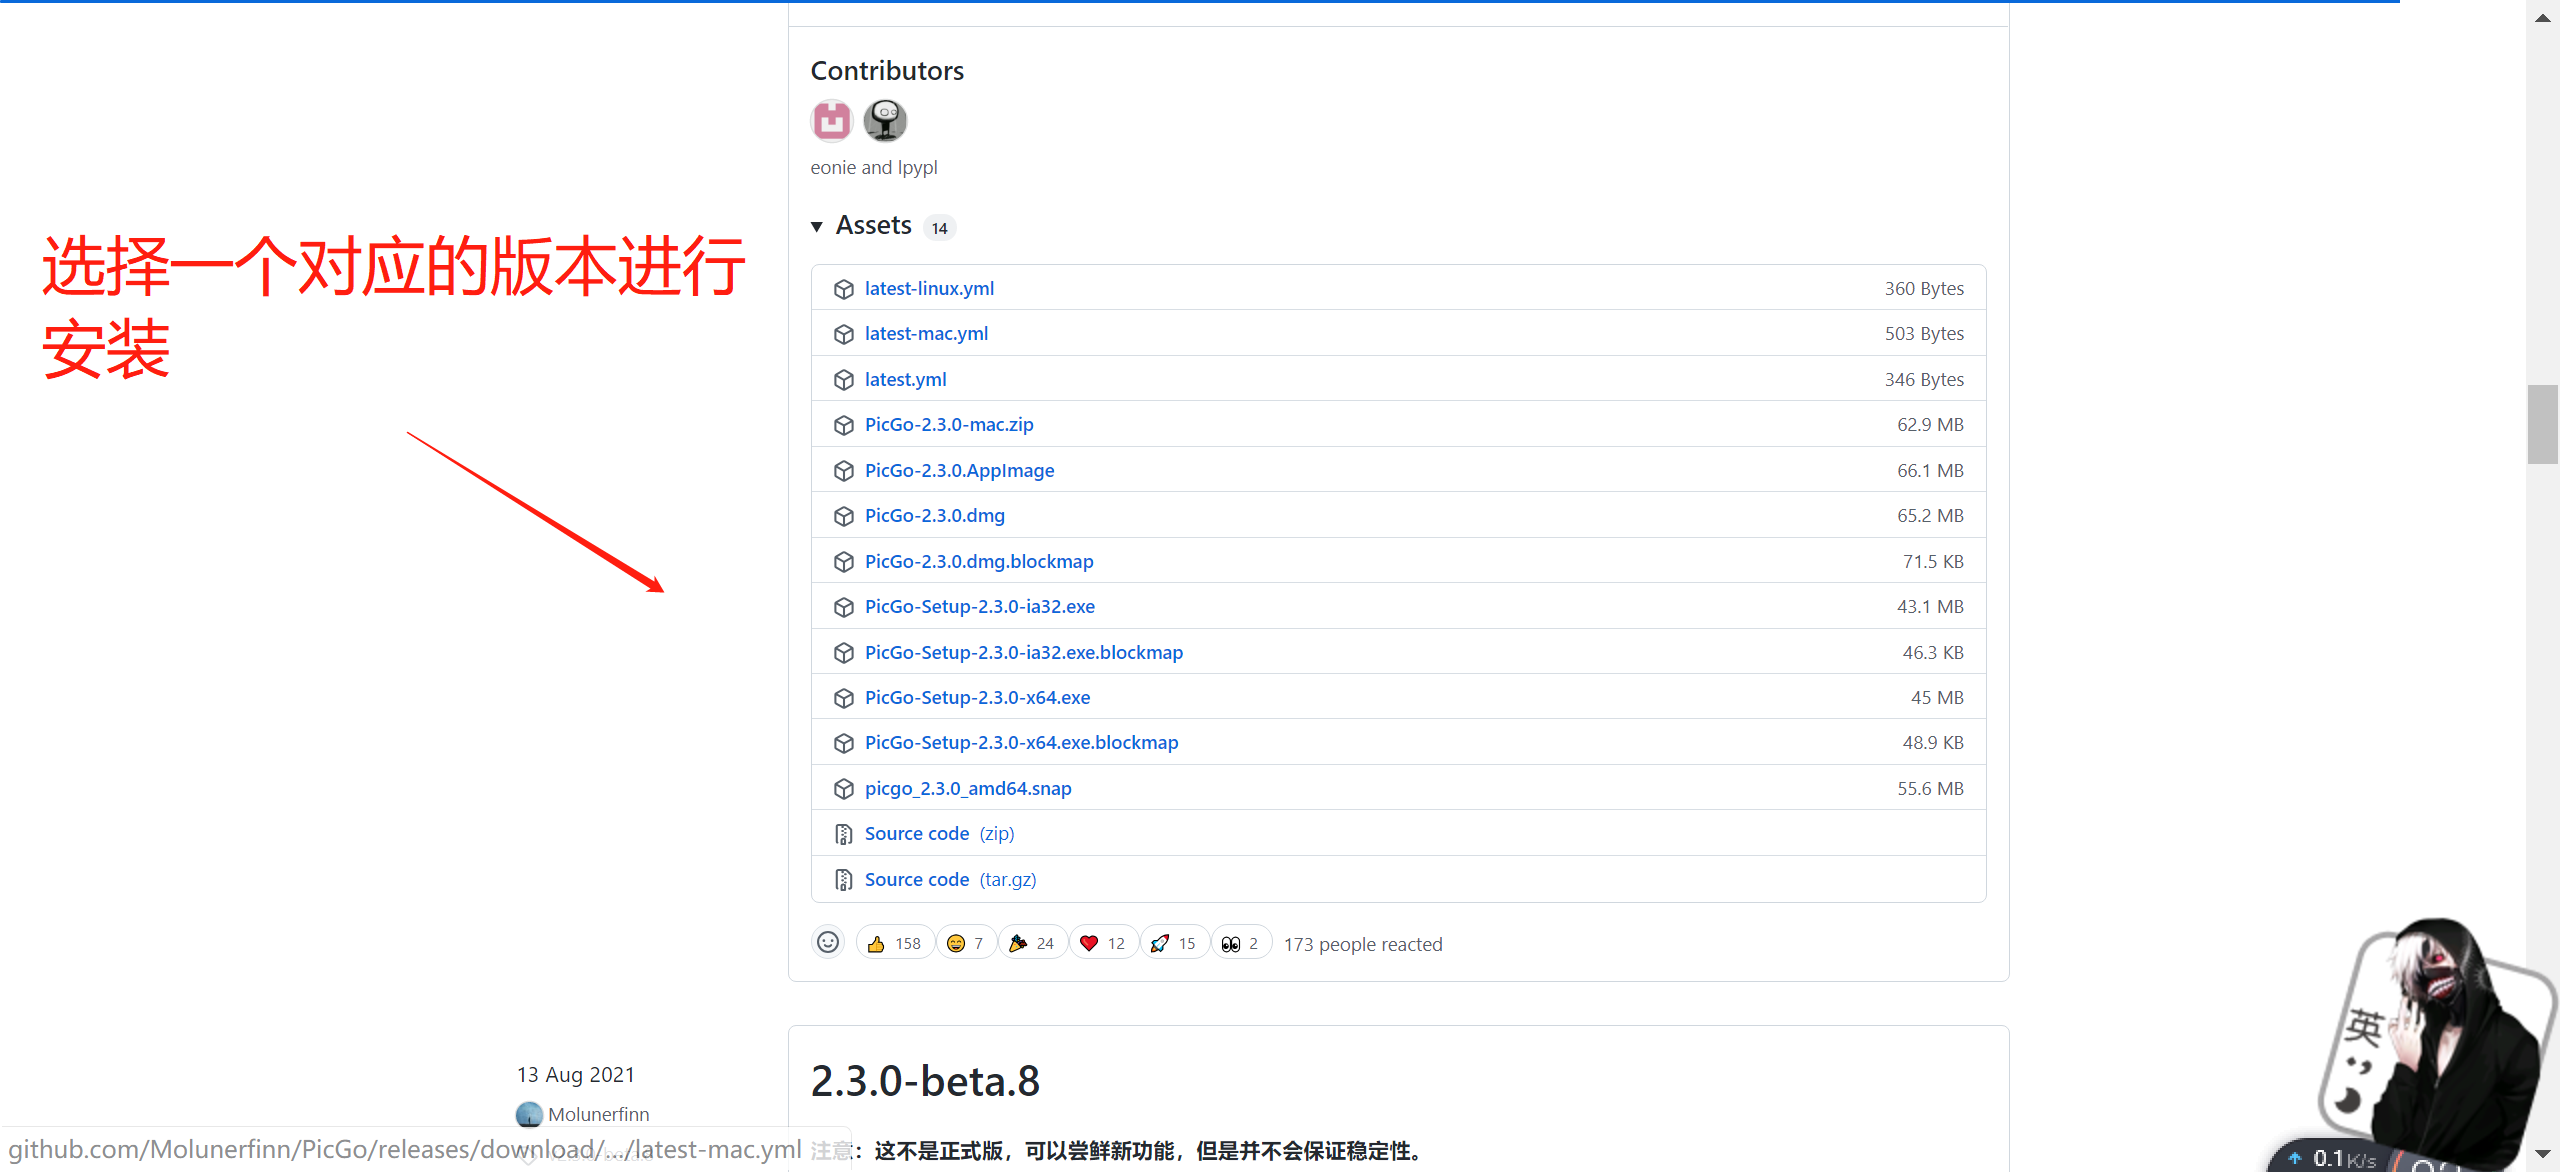 Contributors
eonie and lpypl
Assets 14
选择一个对应的版本进行
安装
latest-linux.yml 360 Bytes
latest-mac.yml 503 Bytes
latest.yml 346 Bytes
PicGo-2.3.0-mac.zip 62.9 MB
PicGo-2.3.0.AppImage 66.1 MB
PicGo-2.3.0.dmg 65.2 MB
PicGo-2.3.0.dmg.blockmap 71.5 KB
PicGo-Setup-2.3.0-ia32.exe 43.1 MB
PicGo-Setup-2.3.0-ia32.exe.blockmap 46.3 KB
PicGo-Setup-2.3.0-x64.exe 45 MB
PicGo-Setup-2.3.0-x64.exe.blockmap 48.9 KB
picgo_2.3.0_amd64.snap 55.6 MB
Source code (zip)
Source code (tar.gz)
158 7 24 12 15 2 173 people reacted
英
13 Aug 2021
2.3.0-beta.8
Molunerfinn
github.com/Molunerfinn/PicGo/releases/download/.../latest-mac.yml
注意：这不是正式版，可以尝鲜新功能，但是并不会保证稳定性。
0.1K/s